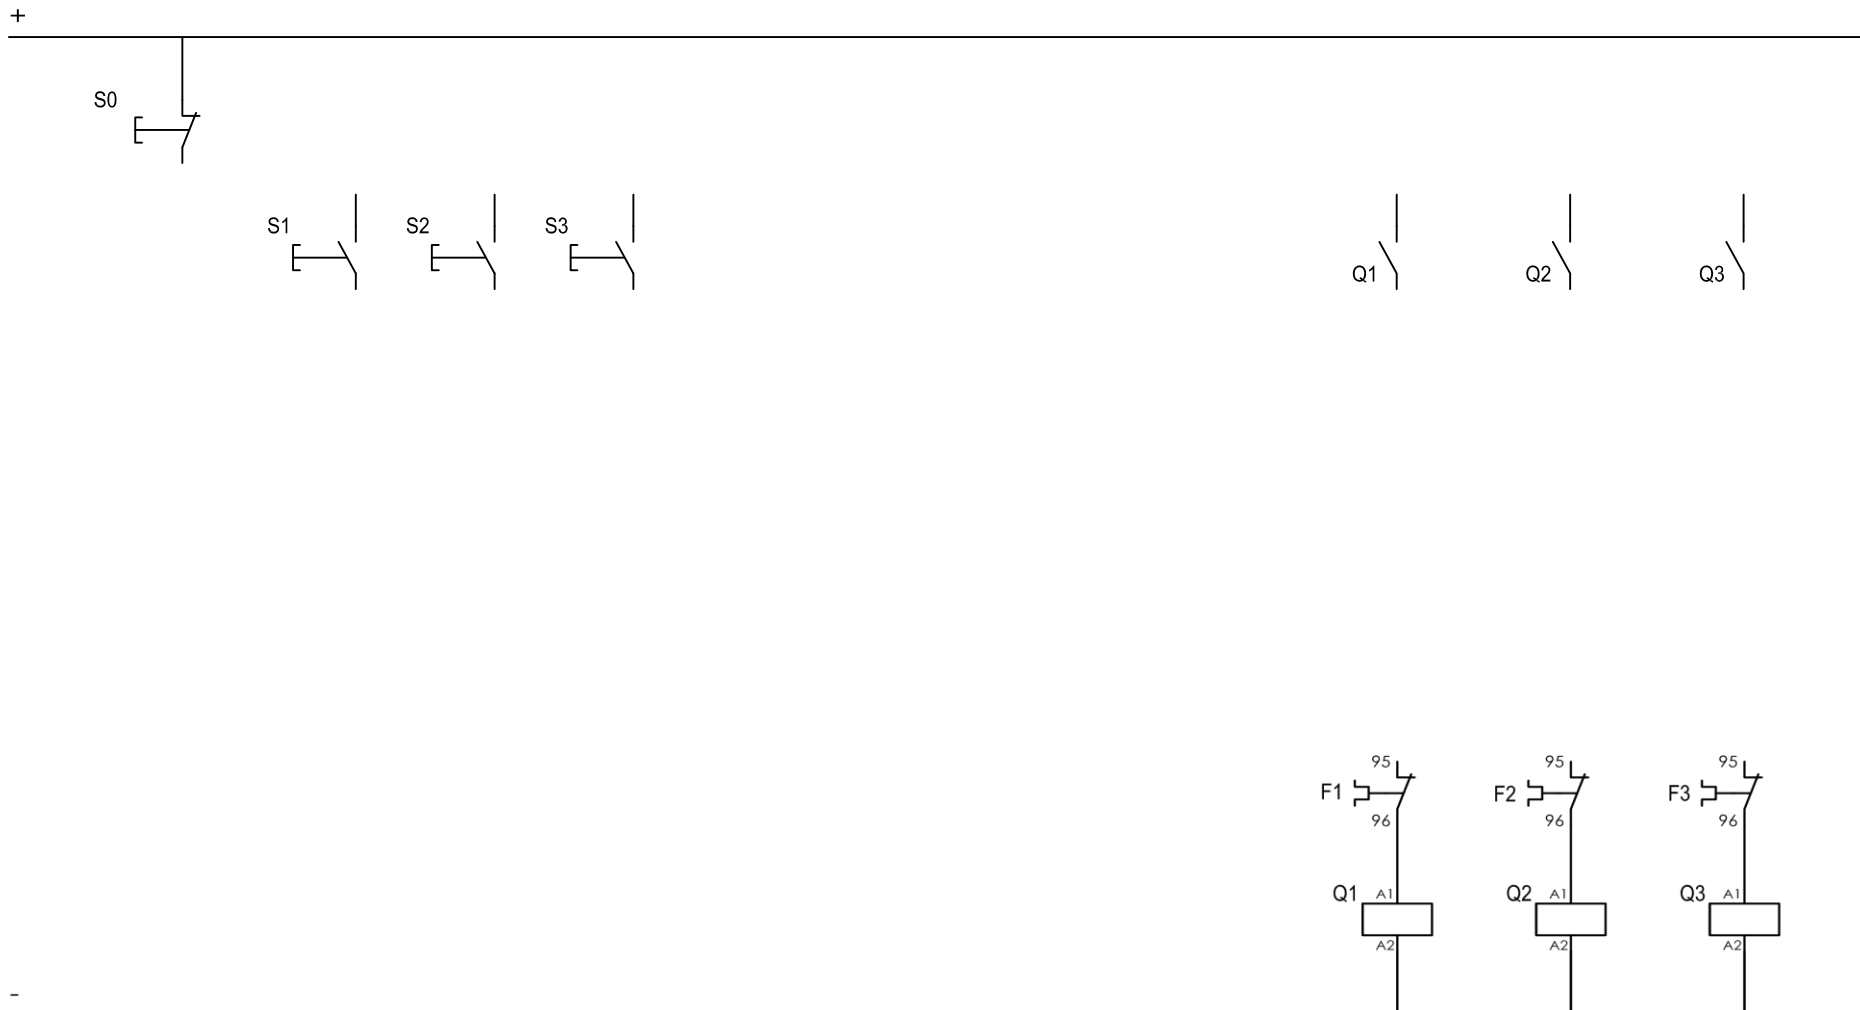 +
S0
S1 S2 S3
Q1 Q2 Q3
95 95 95
F1 F2 F3
96 96 96
Q1 A1 Q2 A1 Q3 A1
A2 A2 A2
-